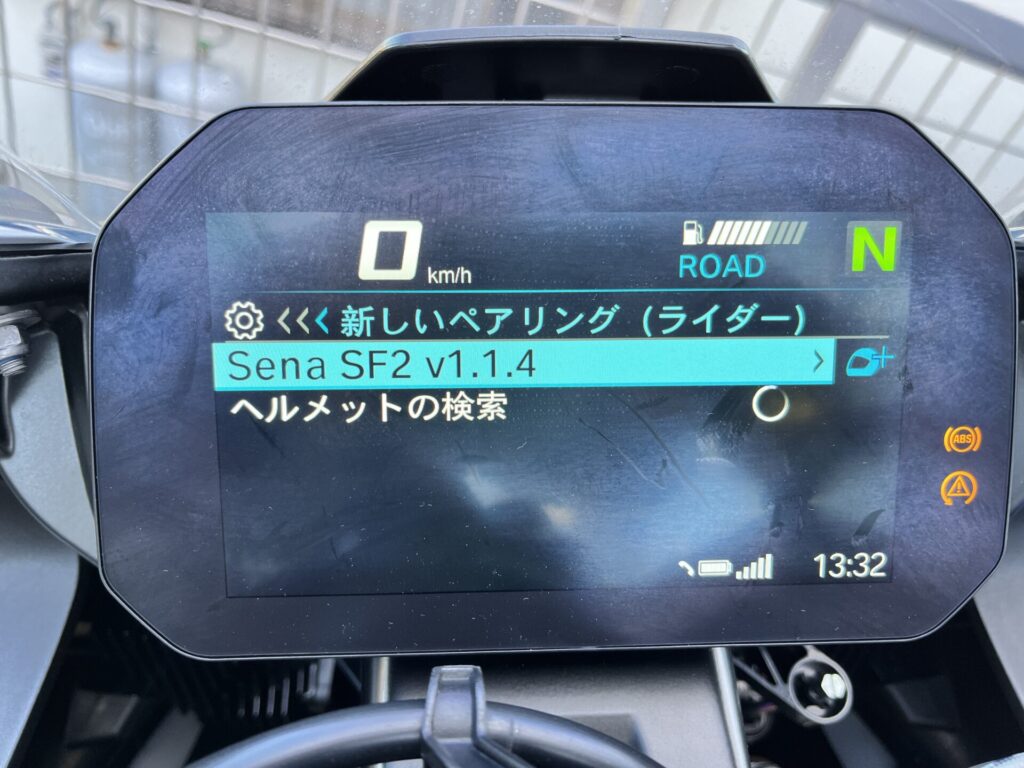 0 km/h
ROAD
N
新しいペアリング (ライダー)
Sena SF2 v1.1.4
ヘルメットの検索
ABS
13:32